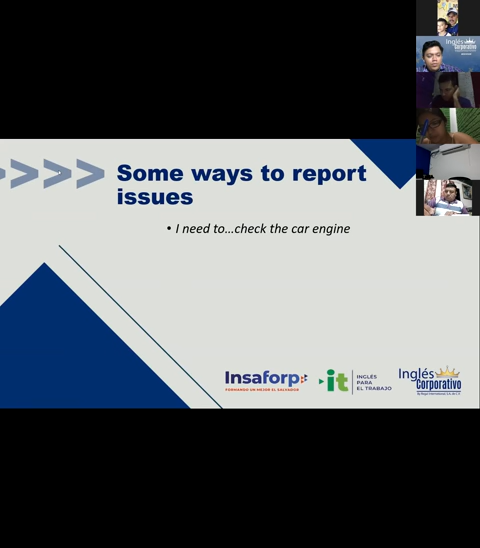 Inglés
Corporativo
>>>>
Some ways to report
issues
• I need to...check the car engine
Insaforp
FORMANDO UN MEJOR EL SALVADOR
it
INGLÉS
PARA
EL TRABAJO
Inglés
Corporativo